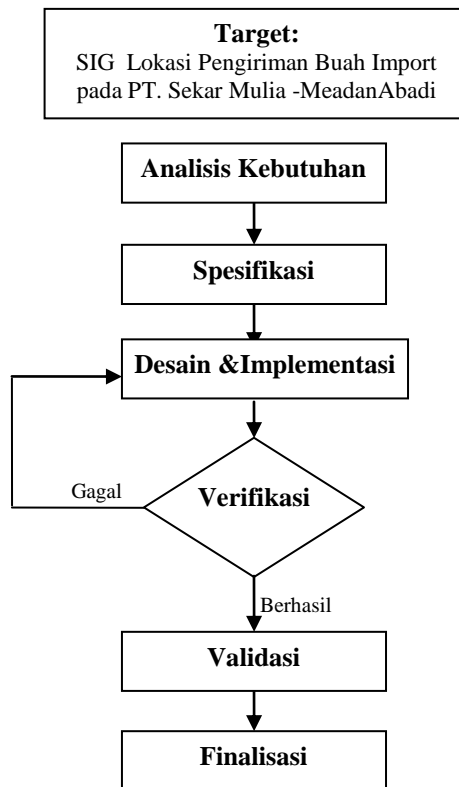 Target:
SIG Lokasi Pengiriman Buah Import
pada PT. Sekar Mulia -MeadanAbadi
Analisis Kebutuhan
Spesifikasi
Desain &Implementasi
Verifikasi
Gagal
Berhasil
Validasi
Finalisasi